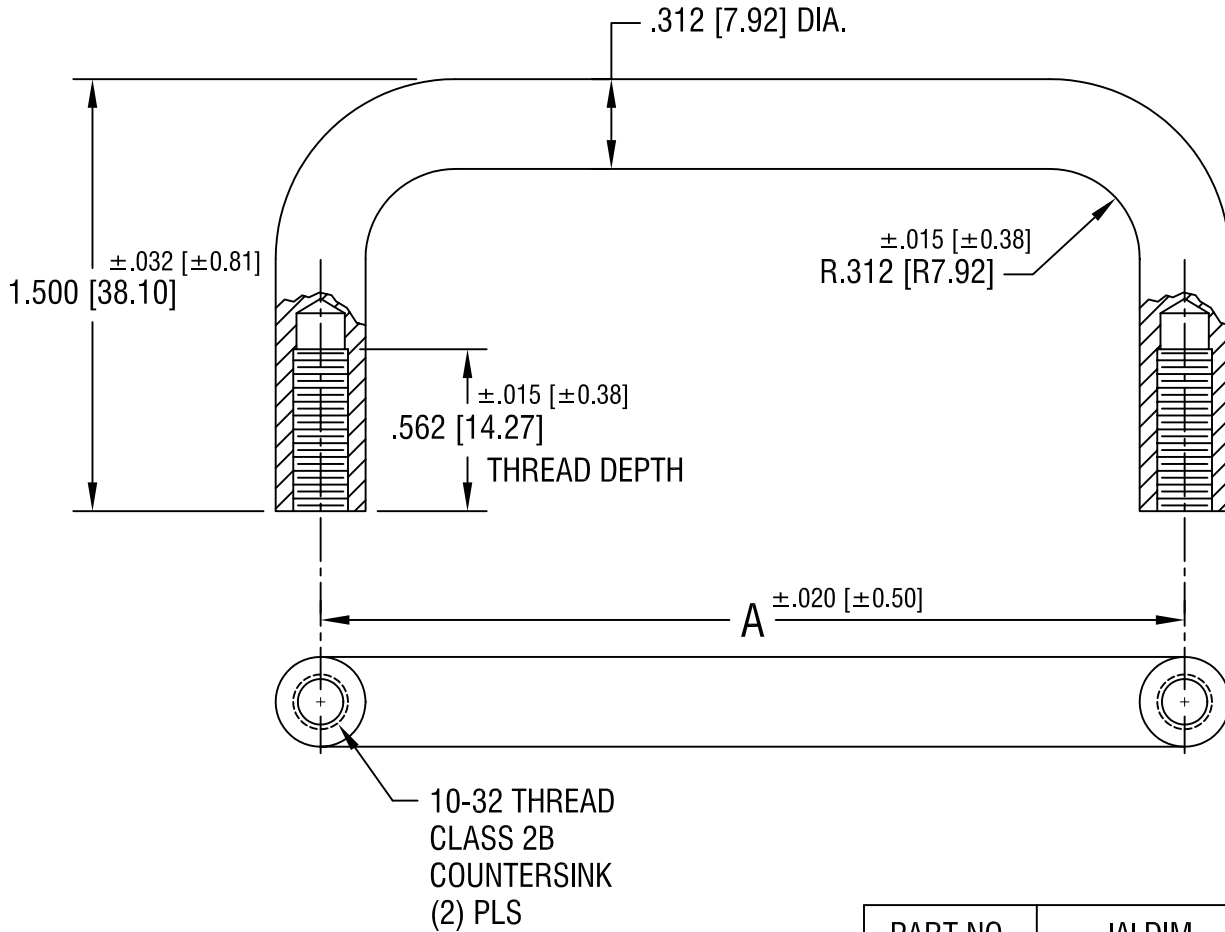 .312 [7.92] DIA.
±.032 [±0.81]
1.500 [38.10]
±.015 [±0.38]
R.312 [R7.92]
±.015 [±0.38]
.562 [14.27]
THREAD DEPTH
A ±.020 [±0.50]
10-32 THREAD
CLASS 2B
COUNTERSINK
(2) PLS